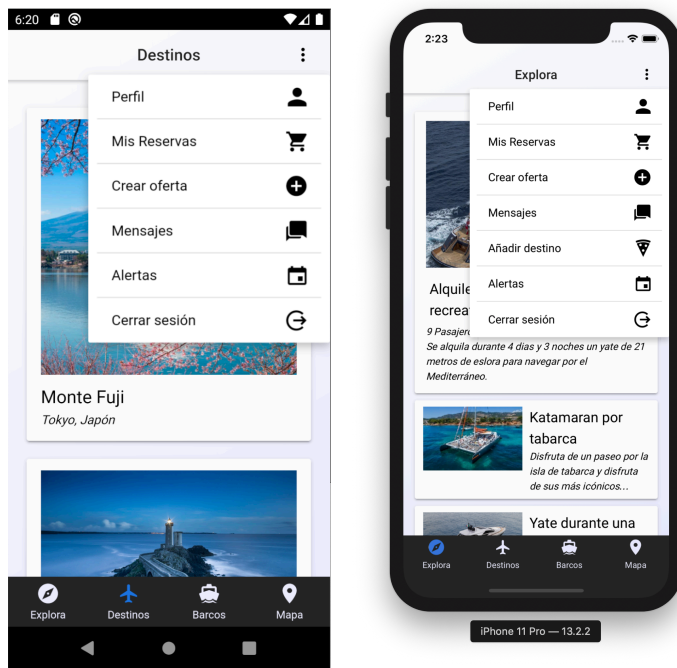 6:20
Destinos
Perfil
Mis Reservas
Crear oferta
Mensajes
Alertas
Cerrar sesión
Monte Fuji
Tokyo, Japón
Explora
Destinos
Barcos
Mapa
2:23
Explora
Perfil
Mis Reservas
Crear oferta
Mensajes
Añadir destino
Alertas
Cerrar sesión
Alquile
recrea
9 Pasajero
Se alquila durante 4 dias y 3 noches un yate de 21
metros de eslora para navegar por el
Mediterráneo.
Katamaran por
tabarca
Disfruta de un paseo por la
isla de tabarca y disfruta
de sus más icónicos...
Yate durante una
Explora
Destinos
Barcos
Mapa
iPhone 11 Pro — 13.2.2